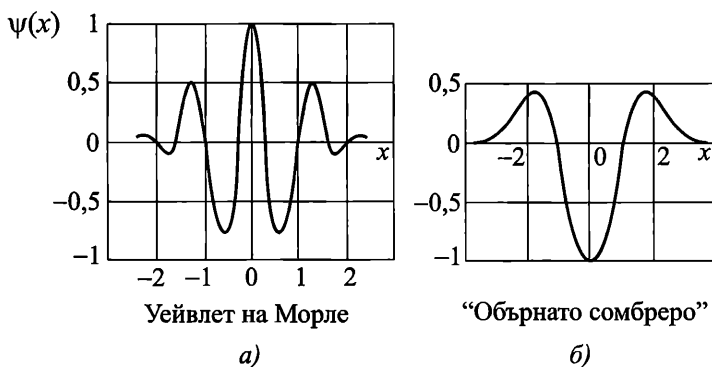 ψ(x)
1
0,5
0
−0,5
−1
−2 −1 0 1 2
x
Уейвлет на Морле
а)
0,5
0
−0,5
−1
−2 0 2
x
“Обърнато сомбреро”
б)